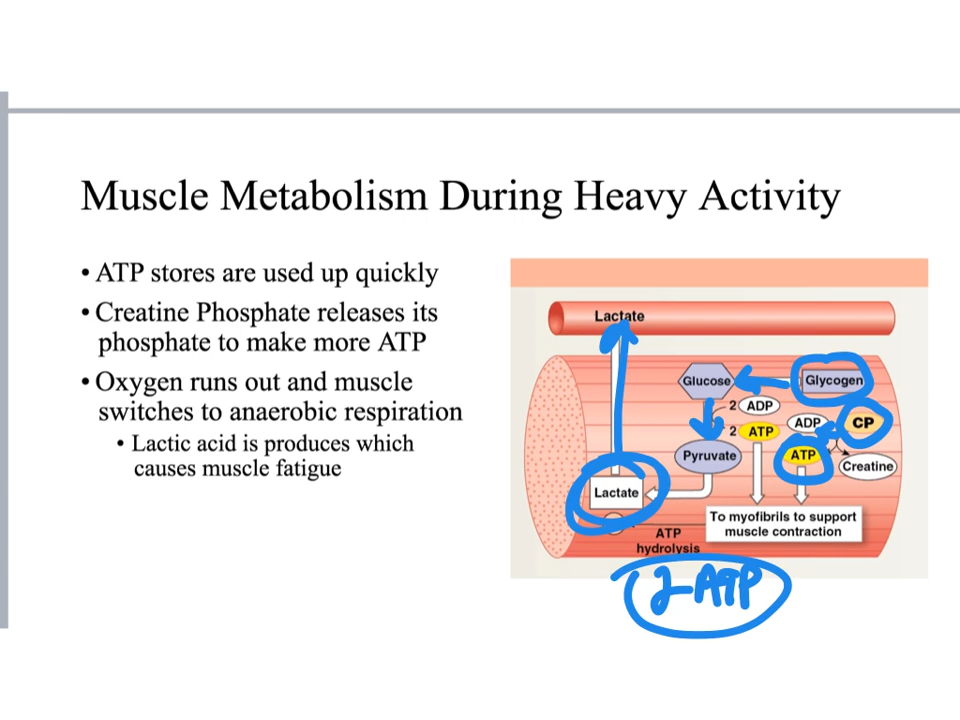 Muscle Metabolism During Heavy Activity
• ATP stores are used up quickly
• Creatine Phosphate releases its
phosphate to make more ATP
• Oxygen runs out and muscle
switches to anaerobic respiration
• Lactic acid is produces which
causes muscle fatigue
Lactate
Glucose
Glycogen
2 ADP
2 ATP
ADP
CP
Pyruvate
ATP
Creatine
Lactate
To myofibrils to support
muscle contraction
ATP
hydrolysis
2 ATP